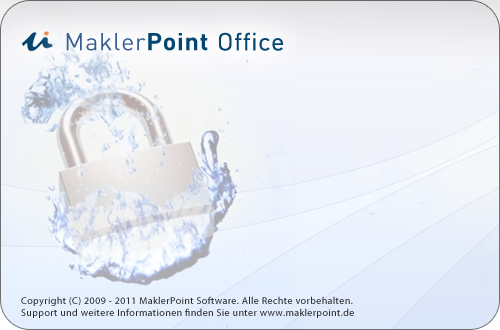 MaklerPoint Office
Copyright (C) 2009 - 2011 MaklerPoint Software. Alle Rechte vorbehalten.
Support und weitere Informationen finden Sie unter www.maklerpoint.de